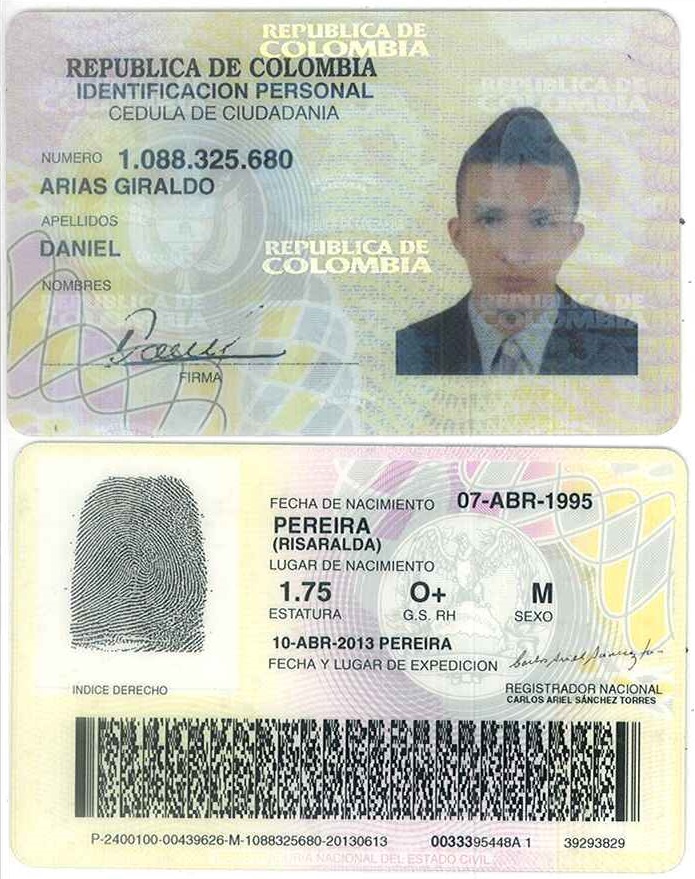 REPUBLICA DE COLOMBIA
REPUBLICA DE COLOMBIA
IDENTIFICACION PERSONAL
CEDULA DE CIUDADANIA
REPUBLICA DE COLOMBIA
NUMERO 1.088.325.680
ARIAS GIRALDO
APELLIDOS
DANIEL
NOMBRES
REPUBLICA DE COLOMBIA
REPUBLICA DE COLOMBIA
FIRMA
FECHA DE NACIMIENTO 07-ABR-1995
PEREIRA
(RISARALDA)
LUGAR DE NACIMIENTO
1.75 O+ M
ESTATURA G.S. RH SEXO
10-ABR-2013 PEREIRA
FECHA Y LUGAR DE EXPEDICION
INDICE DERECHO
REGISTRADOR NACIONAL
CARLOS ARIEL SÁNCHEZ TORRES
P-2400100-00439626-M-1088325680-20130613 0033395448A 1 39293829
NACIONAL DEL ESTADO CIVIL